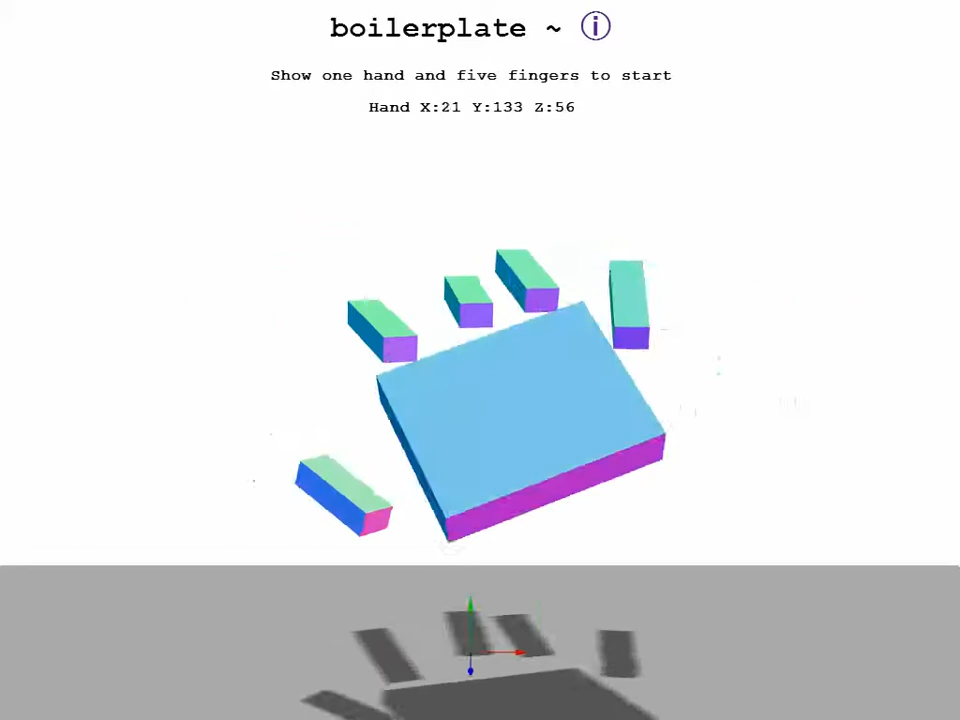 boilerplate ~ ⓘ
Show one hand and five fingers to start
Hand X:21 Y:133 Z:56